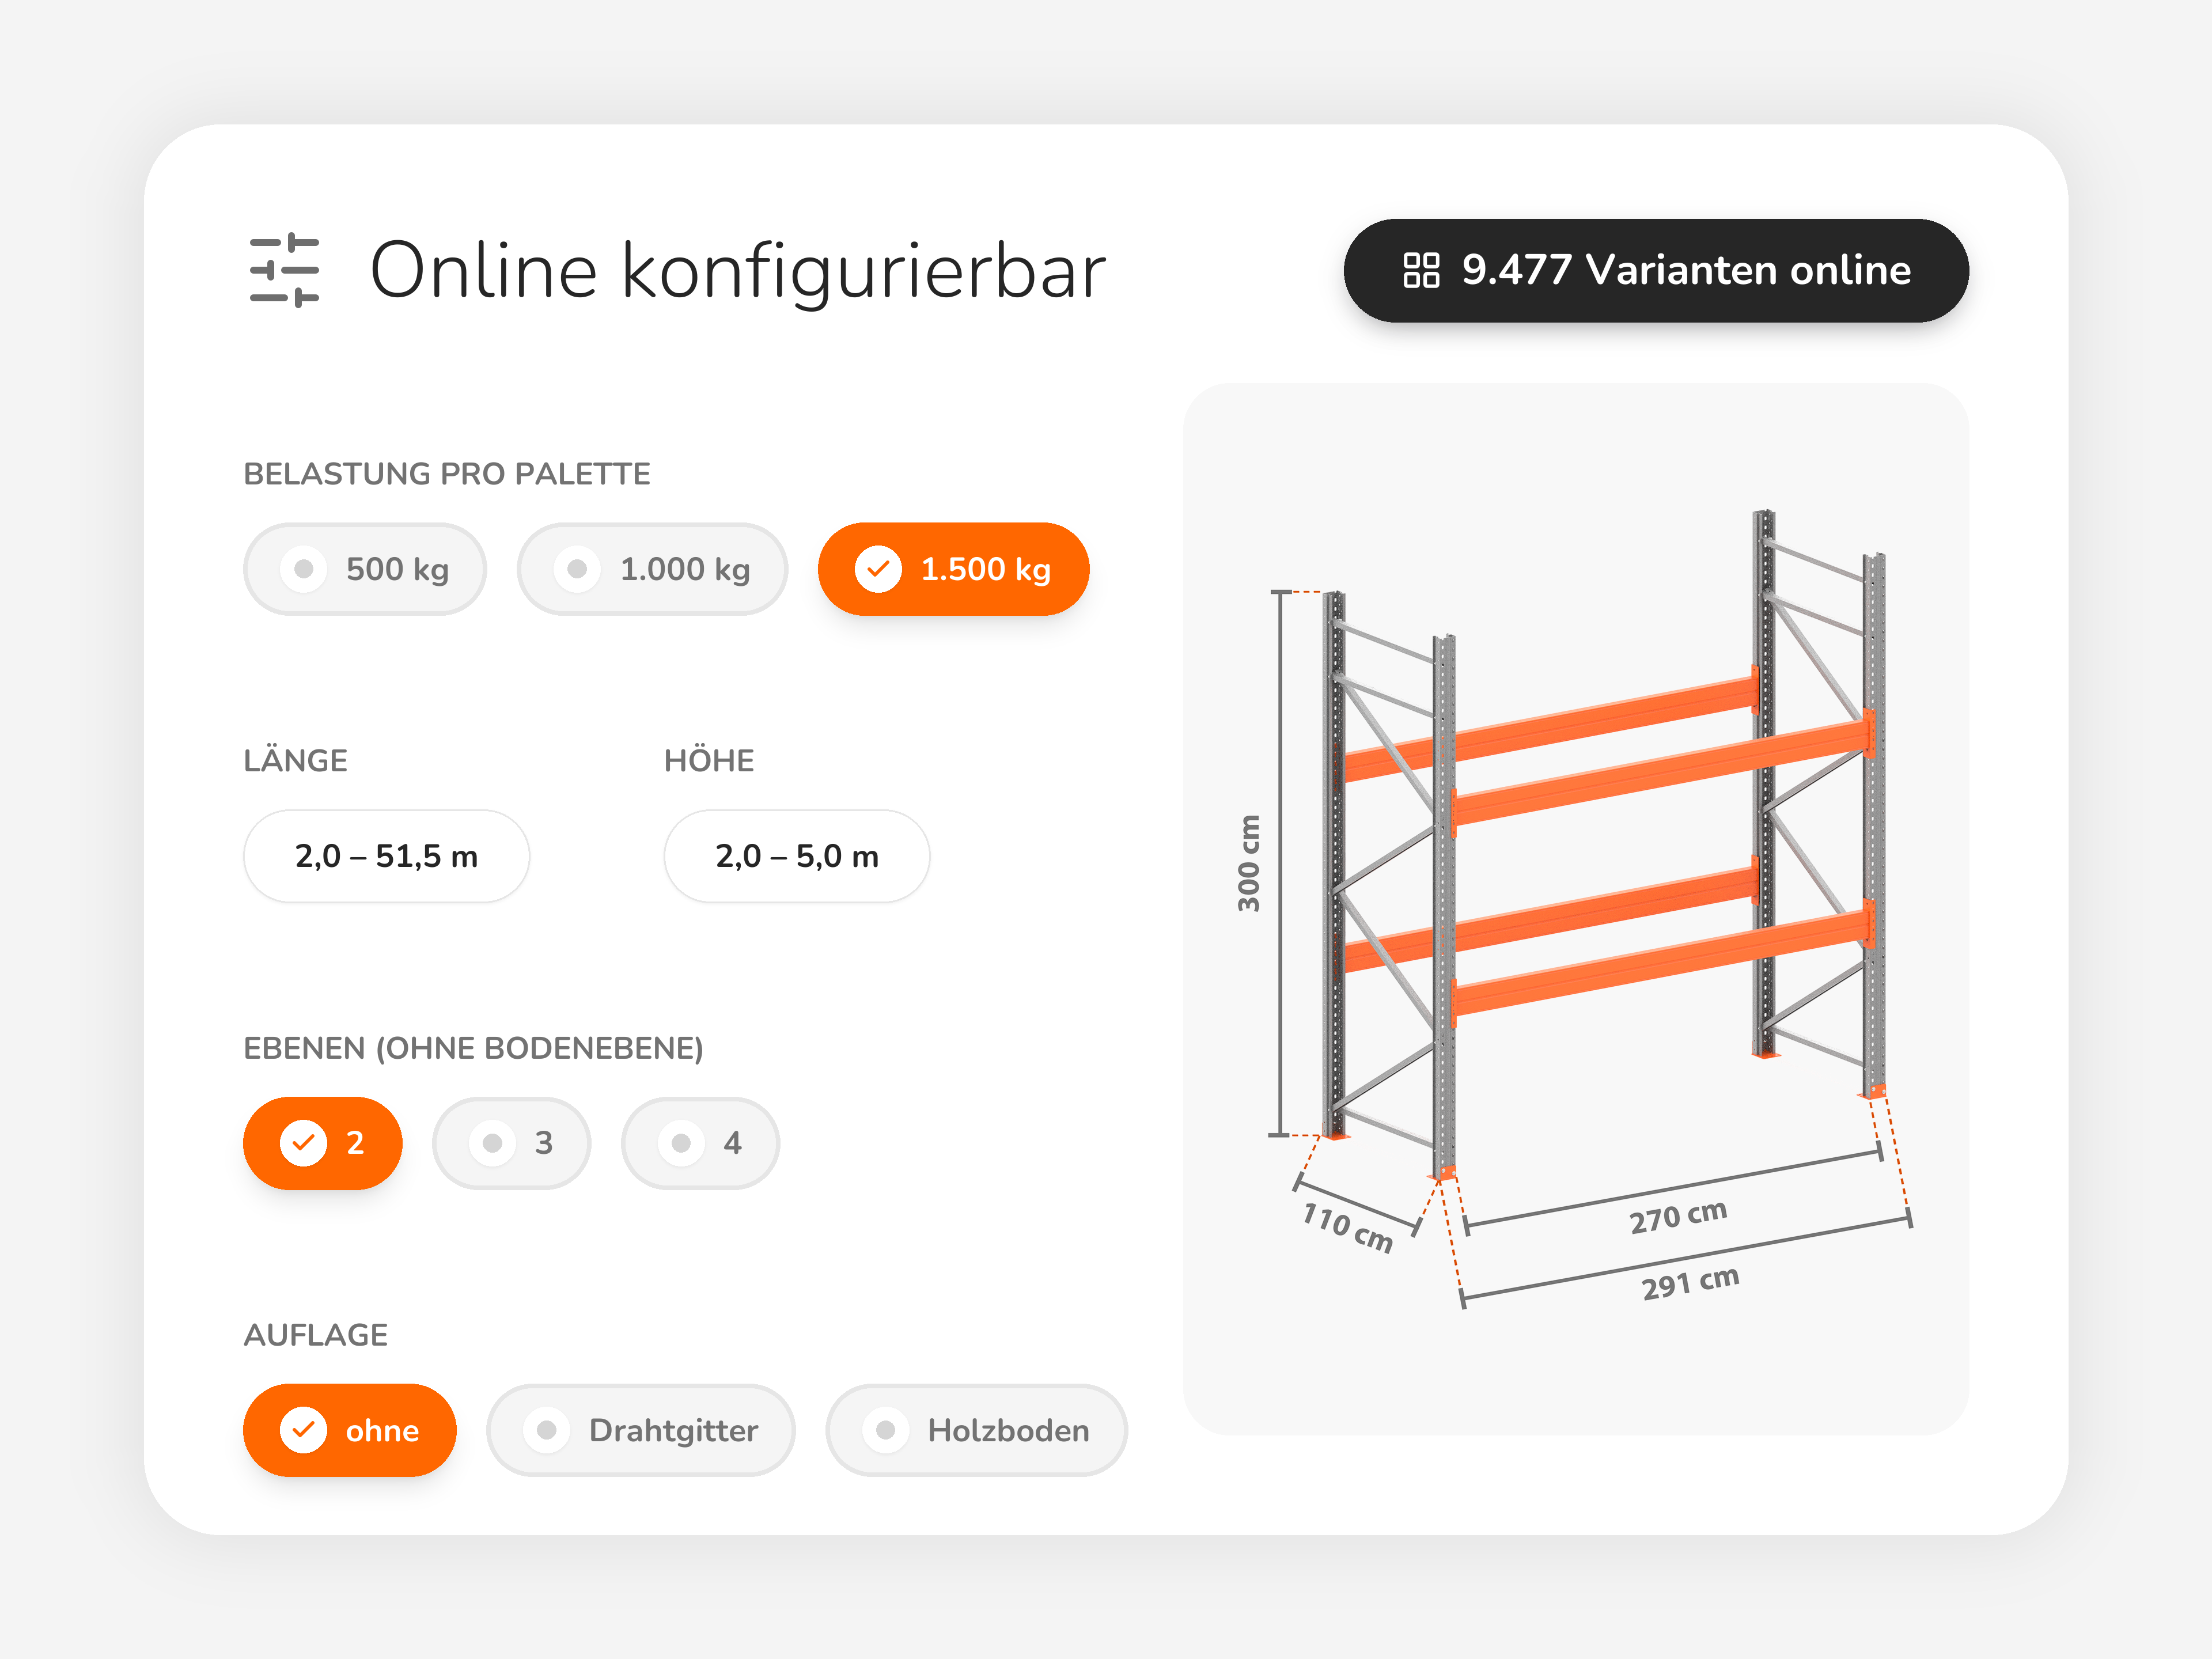 Online konfigurierbar
9.477 Varianten online
BELASTUNG PRO PALETTE
500 kg
1.000 kg
1.500 kg
LÄNGE
HÖHE
2,0 – 51,5 m
2,0 – 5,0 m
EBENEN (OHNE BODENEBENE)
2
3
4
AUFLAGE
ohne
Drahtgitter
Holzboden
300 cm
110 cm
270 cm
291 cm